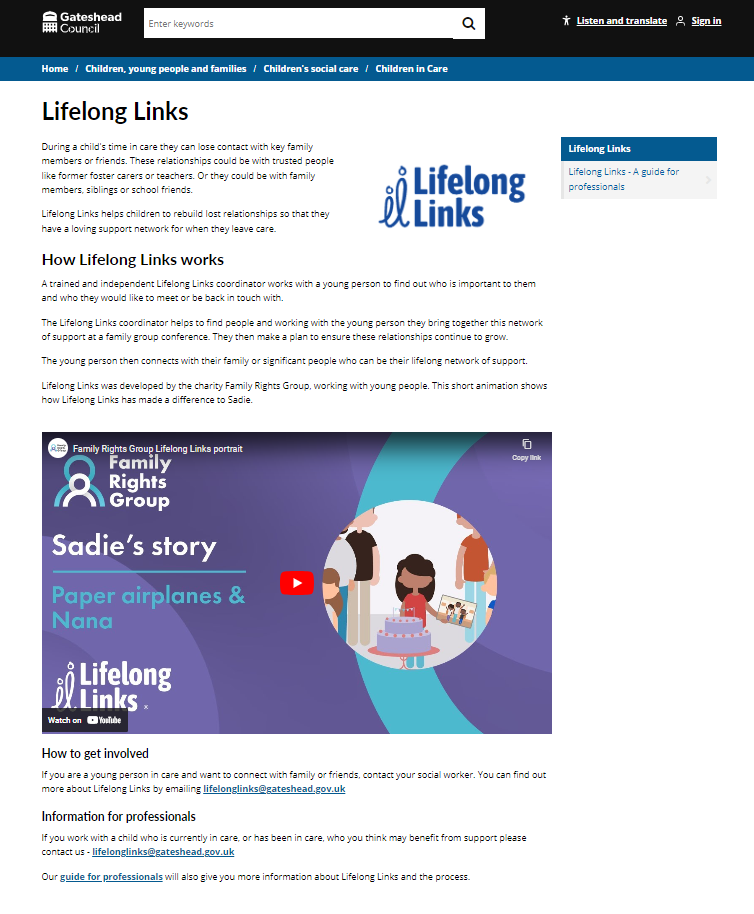 Gateshead
Council
Enter keywords
Listen and translate
Sign in
Home / Children, young people and families / Children's social care / Children in Care
Lifelong Links
During a child's time in care they can lose contact with key family
members or friends. These relationships could be with trusted people
like former foster carers or teachers. Or they could be with family
members, siblings or school friends.
Lifelong Links helps children to rebuild lost relationships so that they
have a loving support network for when they leave care.
Lifelong
Links
Lifelong Links
Lifelong Links - A guide for
professionals
How Lifelong Links works
A trained and independent Lifelong Links coordinator works with a young person to find out who is important to them
and who they would like to meet or be back in touch with.
The Lifelong Links coordinator helps to find people and working with the young person they bring together this network
of support at a family group conference. They then make a plan to ensure these relationships continue to grow.
The young person then connects with their family or significant people who can be their lifelong network of support.
Lifelong Links was developed by the charity Family Rights Group, working with young people. This short animation shows
how Lifelong Links has made a difference to Sadie.
Family Rights Group Lifelong Links portrait
Copy link
Family
Rights
Group
Sadie's story
Paper airplanes &
Nana
Lifelong
Links
Watch on YouTube
How to get involved
If you are a young person in care and want to connect with family or friends, contact your social worker. You can find out
more about Lifelong Links by emailing lifelonglinks@gateshead.gov.uk
Information for professionals
If you work with a child who is currently in care, or has been in care, who you think may benefit from support please
contact us - lifelonglinks@gateshead.gov.uk
Our guide for professionals will also give you more information about Lifelong Links and the process.